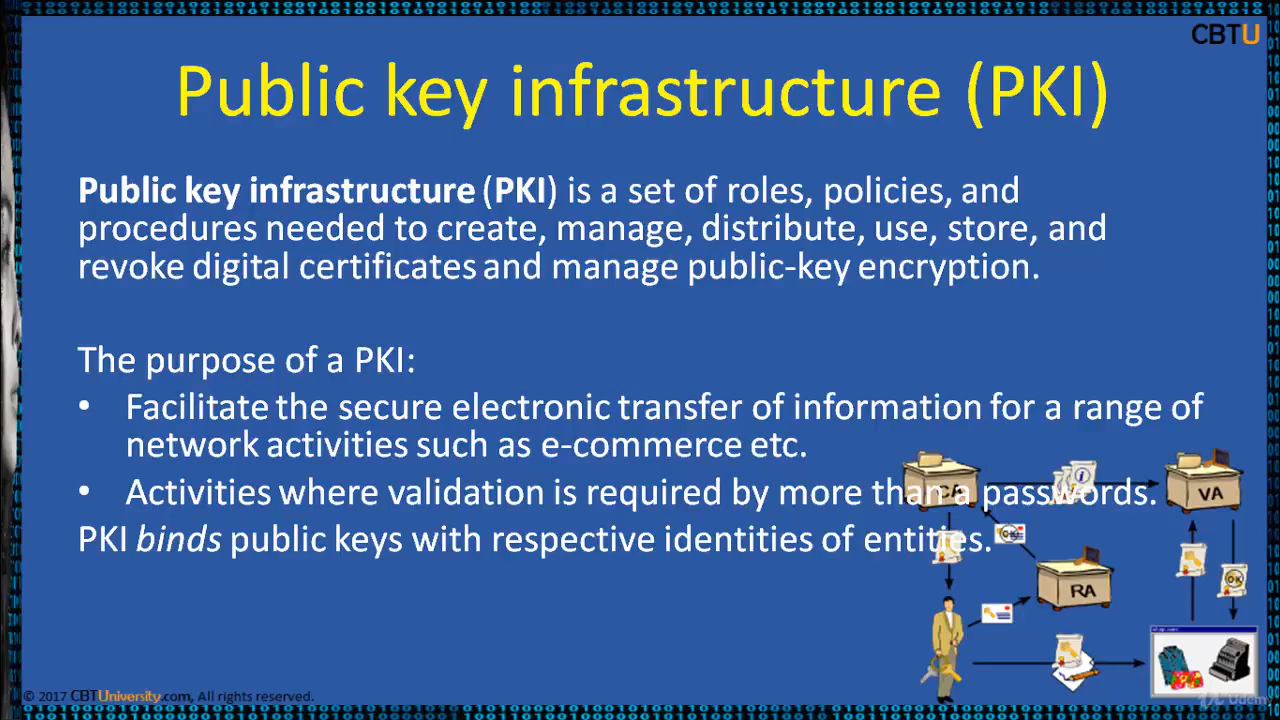 CBTU
Public key infrastructure (PKI)
Public key infrastructure (PKI) is a set of roles, policies, and
procedures needed to create, manage, distribute, use, store, and
revoke digital certificates and manage public-key encryption.
The purpose of a PKI:
• Facilitate the secure electronic transfer of information for a range of
network activities such as e-commerce etc.
• Activities where validation is required by more than a passwords.
PKI binds public keys with respective identities of entities.
CA
VA
OK
OK
RA
© 2017 CBTUniversity.com, All rights reserved.